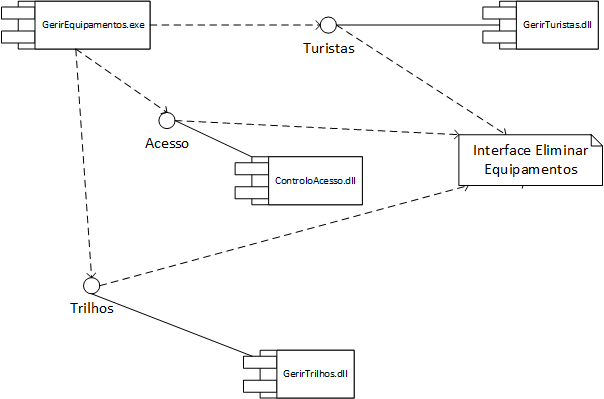 GerirEquipamentos.exe
GerirTuristas.dll
Turistas
Acesso
Interface Eliminar
Equipamentos
ControloAcesso.dll
Trilhos
GerirTrilhos.dll